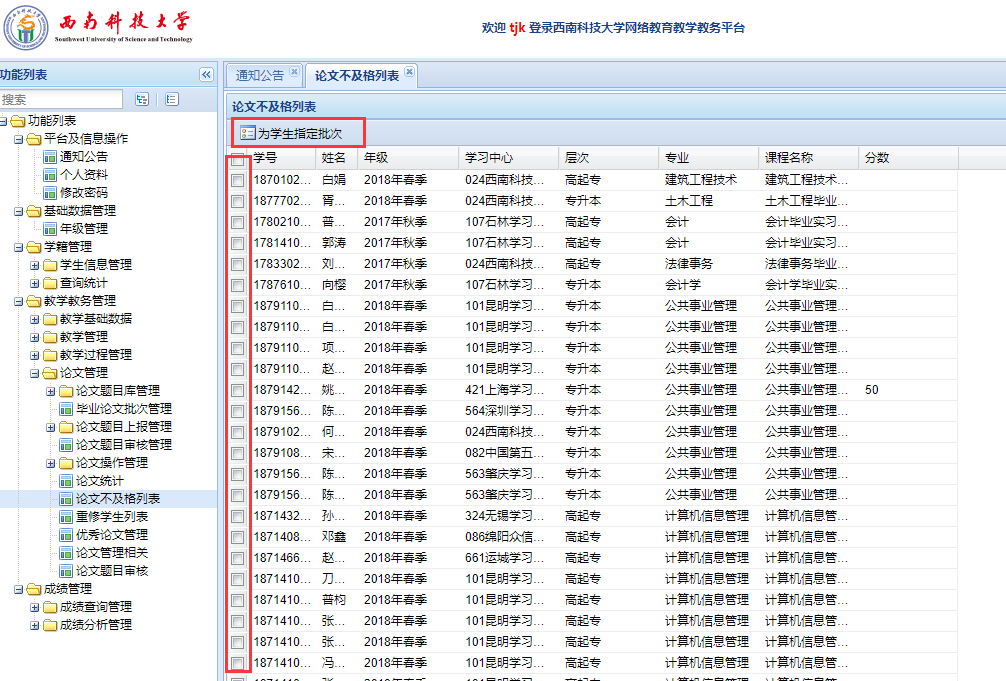 西南科技大学
Southwest University of Science and Technology
欢迎 tjk 登录西南科技大学网络教育教学教务平台
功能列表
搜索
功能列表
平台及信息操作
通知公告
个人资料
修改密码
基础数据管理
年级管理
学籍管理
学生信息管理
查询统计
教学教务管理
教学基础数据
教学管理
教学过程管理
论文管理
论文题目库管理
毕业论文批次管理
论文题目上报管理
论文题目审核管理
论文操作管理
论文统计
论文不及格列表
重修学生列表
优秀论文管理
论文管理相关
论文题目审核
成绩管理
成绩查询管理
成绩分析管理
通知公告 论文不及格列表
论文不及格列表
为学生指定批次
学号 姓名 年级 学习中心 层次 专业 课程名称 分数
1870102... 白娟 2018年春季 024西南科技... 高起专 建筑工程技术 建筑工程技术...
1877702... 胥... 2018年春季 024西南科技... 专升本 土木工程 土木工程毕业...
1780210... 普... 2017年秋季 107石林学习... 高起专 会计 会计毕业实习...
1781410... 郭涛 2017年秋季 107石林学习... 高起专 会计 会计毕业实习...
1783302... 刘... 2017年秋季 024西南科技... 高起专 法律事务 法律事务毕业...
1787610... 向樱 2017年秋季 107石林学习... 专升本 会计学 会计学毕业实...
1879110... 白... 2018年春季 101昆明学习... 专升本 公共事业管理 公共事业管理...
1879110... 白... 2018年春季 101昆明学习... 专升本 公共事业管理 公共事业管理...
1879110... 项... 2018年春季 101昆明学习... 专升本 公共事业管理 公共事业管理...
1879110... 赵... 2018年春季 101昆明学习... 专升本 公共事业管理 公共事业管理...
1879142... 姚... 2018年春季 421上海学习... 专升本 公共事业管理 公共事业管理... 50
1879156... 陈... 2018年春季 564深圳学习... 专升本 公共事业管理 公共事业管理...
1879102... 何... 2018年春季 024西南科技... 专升本 公共事业管理 公共事业管理...
1879108... 宋... 2018年春季 082中国第五... 专升本 公共事业管理 公共事业管理...
1879156... 陈... 2018年春季 563肇庆学习... 专升本 公共事业管理 公共事业管理...
1879156... 陈... 2018年春季 563肇庆学习... 专升本 公共事业管理 公共事业管理...
1871432... 孙... 2018年春季 324无锡学习... 高起专 计算机信息管理 计算机信息管...
1871408... 邓鑫 2018年春季 086绵阳众信... 高起专 计算机信息管理 计算机信息管...
1871466... 赵... 2018年春季 661运城学习... 高起专 计算机信息管理 计算机信息管...
1871410... 刀... 2018年春季 101昆明学习... 高起专 计算机信息管理 计算机信息管...
1871410... 普枃 2018年春季 101昆明学习... 高起专 计算机信息管理 计算机信息管...
1871410... 张... 2018年春季 101昆明学习... 高起专 计算机信息管理 计算机信息管...
1871410... 张... 2018年春季 101昆明学习... 高起专 计算机信息管理 计算机信息管...
1871410... 冯... 2018年春季 101昆明学习... 高起专 计算机信息管理 计算机信息管...